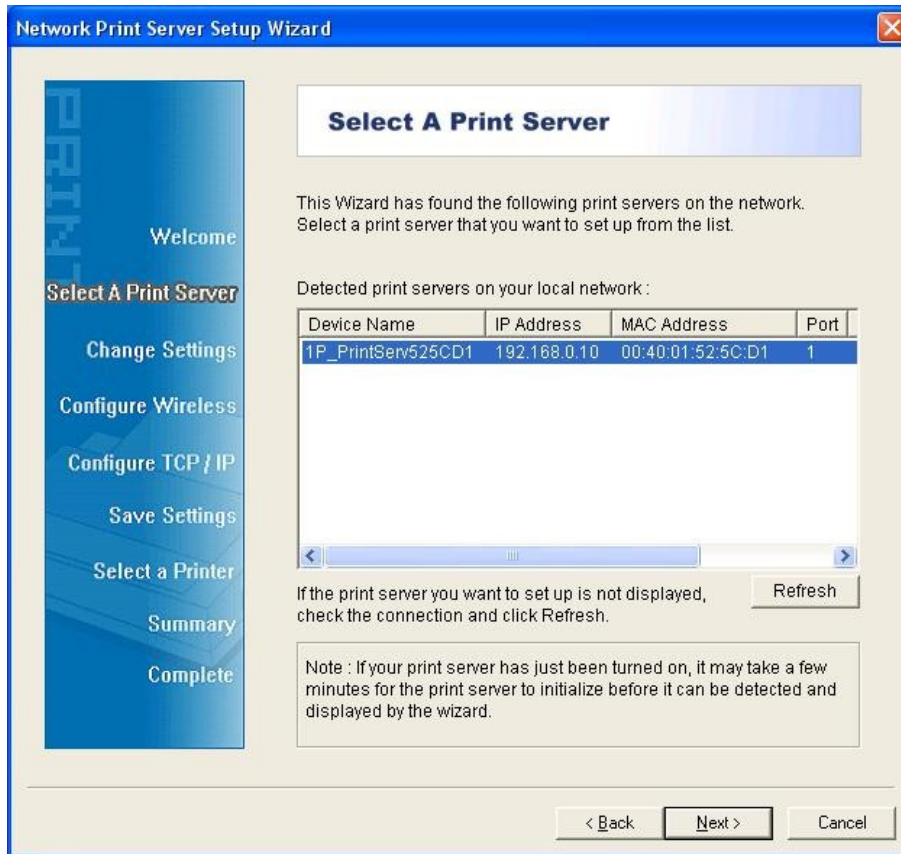 Network Print Server Setup Wizard
PRINT
Welcome
Select A Print Server
Change Settings
Configure Wireless
Configure TCP / IP
Save Settings
Select a Printer
Summary
Complete
Select A Print Server
This Wizard has found the following print servers on the network.
Select a print server that you want to set up from the list.
Detected print servers on your local network :
Device Name IP Address MAC Address Port
1P_PrintServ525CD1 192.168.0.10 00:40:01:52:5C:D1 1
If the print server you want to set up is not displayed,
check the connection and click Refresh.
Refresh
Note : If your print server has just been turned on, it may take a few
minutes for the print server to initialize before it can be detected and
displayed by the wizard.
< Back Next > Cancel